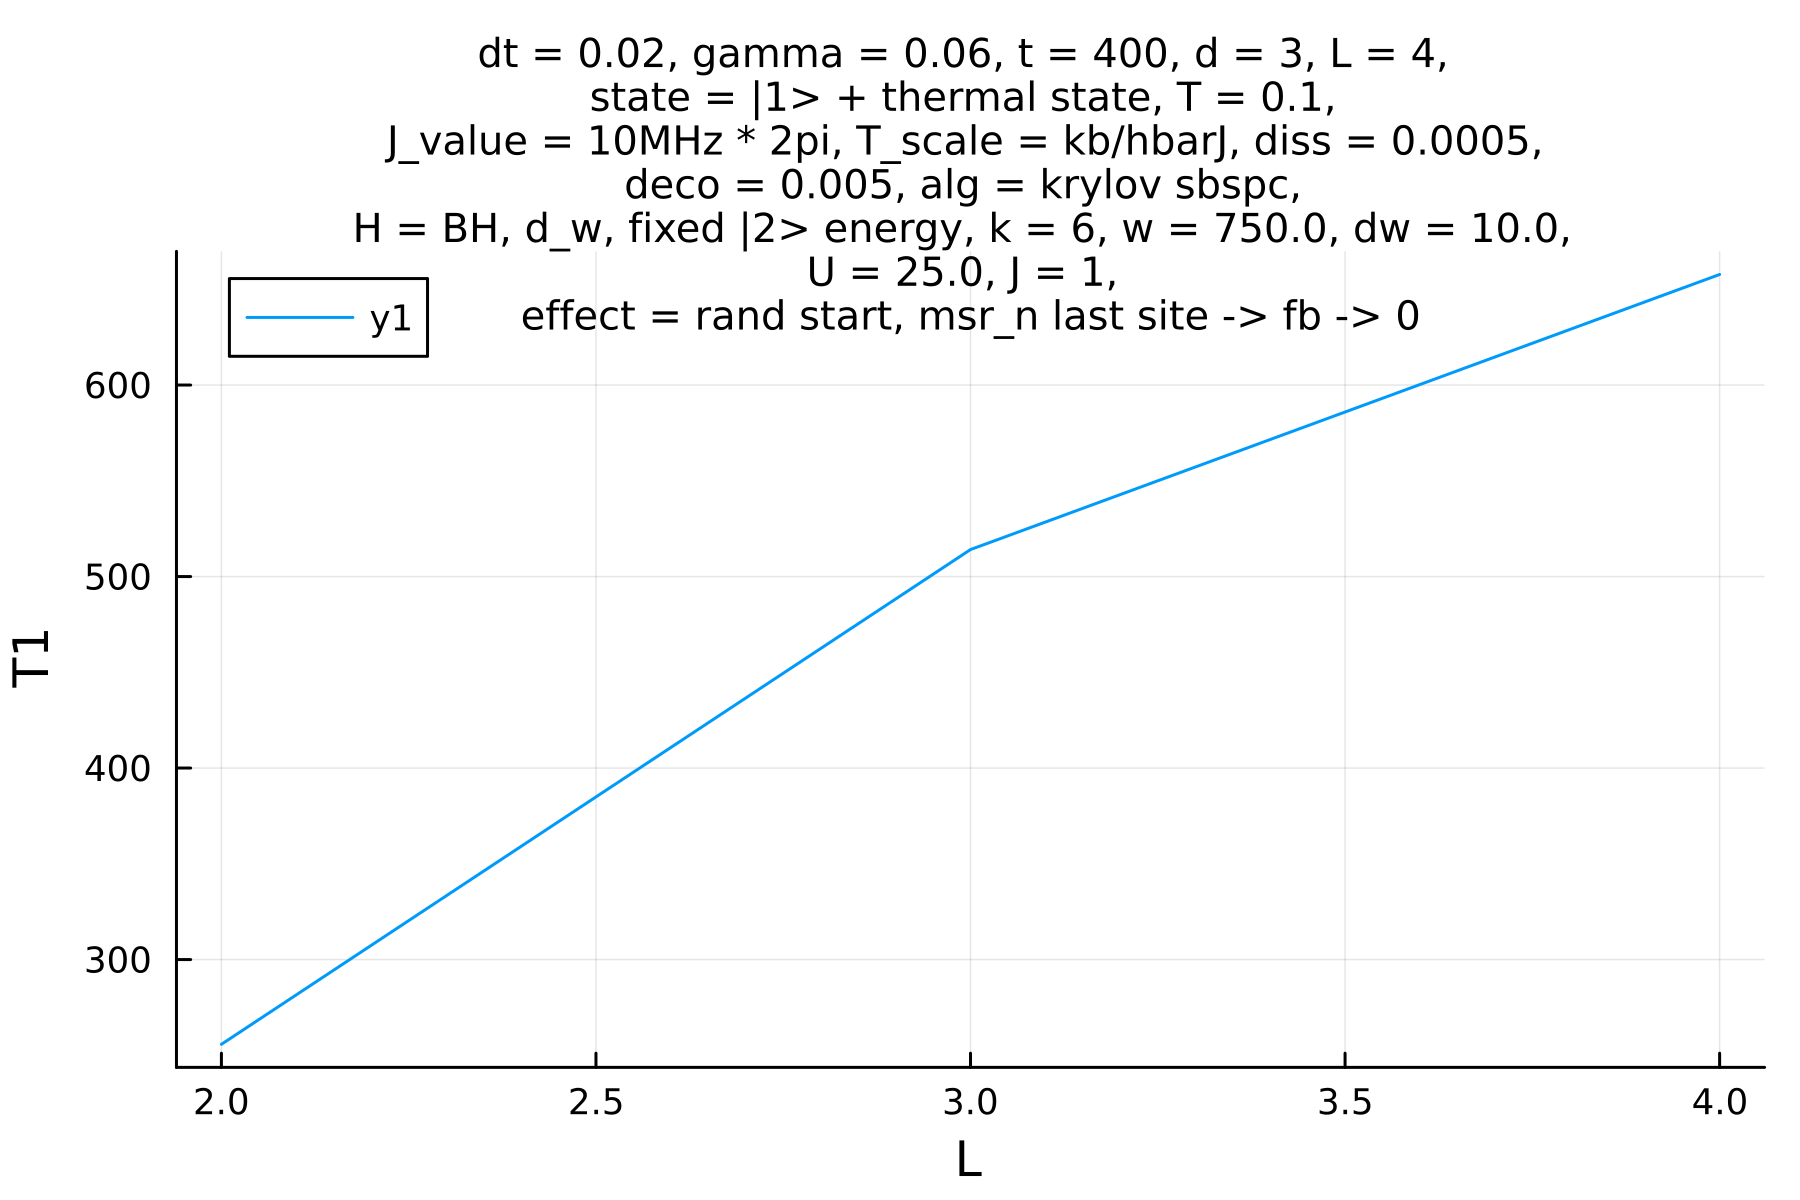 dt = 0.02, gamma = 0.06, t = 400, d = 3, L = 4,
state = |1> + thermal state, T = 0.1,
J_value = 10MHz * 2pi, T_scale = kb/hbarJ, diss = 0.0005,
deco = 0.005, alg = krylov sbspc,
H = BH, d_w, fixed |2> energy, k = 6, w = 750.0, dw = 10.0,
U = 25.0, J = 1,
effect = rand start, msr_n last site -> fb -> 0
y1
600
500
400
300
T1
2.0
2.5
3.0
3.5
4.0
L